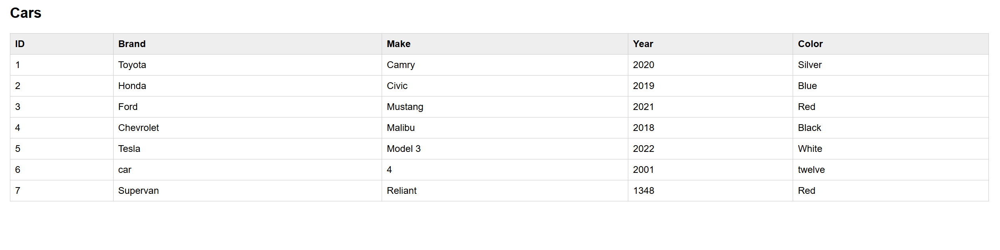 Cars
ID Brand Make Year Color
1 Toyota Camry 2020 Silver
2 Honda Civic 2019 Blue
3 Ford Mustang 2021 Red
4 Chevrolet Malibu 2018 Black
5 Tesla Model 3 2022 White
6 car 4 2001 twelve
7 Supervan Reliant 1348 Red